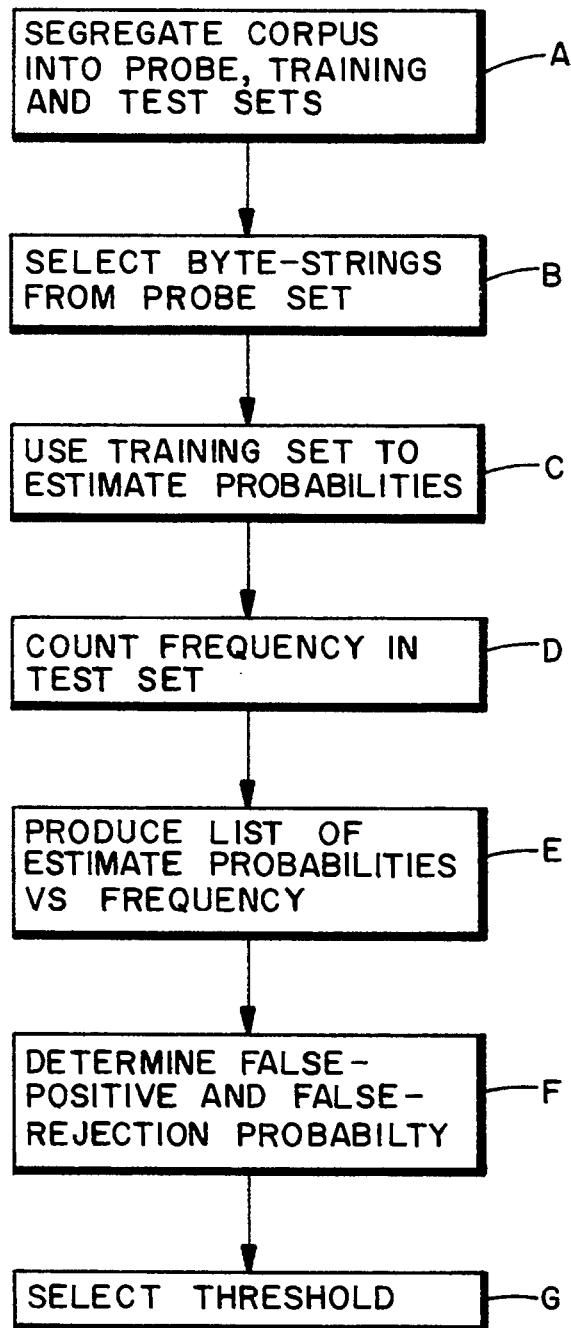 SEGREGATE CORPUS
INTO PROBE, TRAINING
AND TEST SETS
A
SELECT BYTE-STRINGS
FROM PROBE SET
B
USE TRAINING SET TO
ESTIMATE PROBABILITIES
C
COUNT FREQUENCY IN
TEST SET
D
PRODUCE LIST OF
ESTIMATE PROBABILITIES
VS FREQUENCY
E
DETERMINE FALSE-
POSITIVE AND FALSE-
REJECTION PROBABILTY
F
SELECT THRESHOLD
G